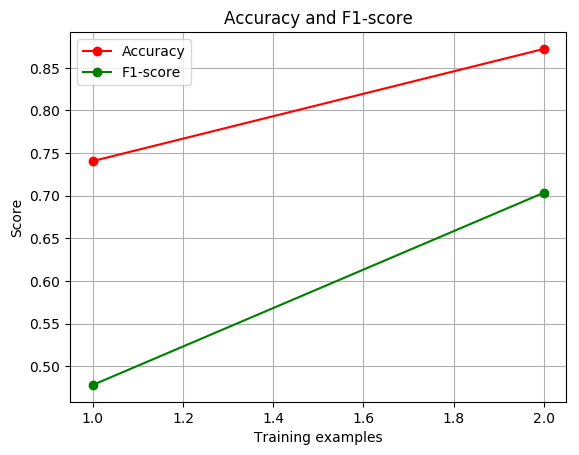 Accuracy and F1-score
Accuracy
F1-score
0.85
0.80
0.75
0.70
0.65
0.60
0.55
0.50
Score
1.0 1.2 1.4 1.6 1.8 2.0
Training examples